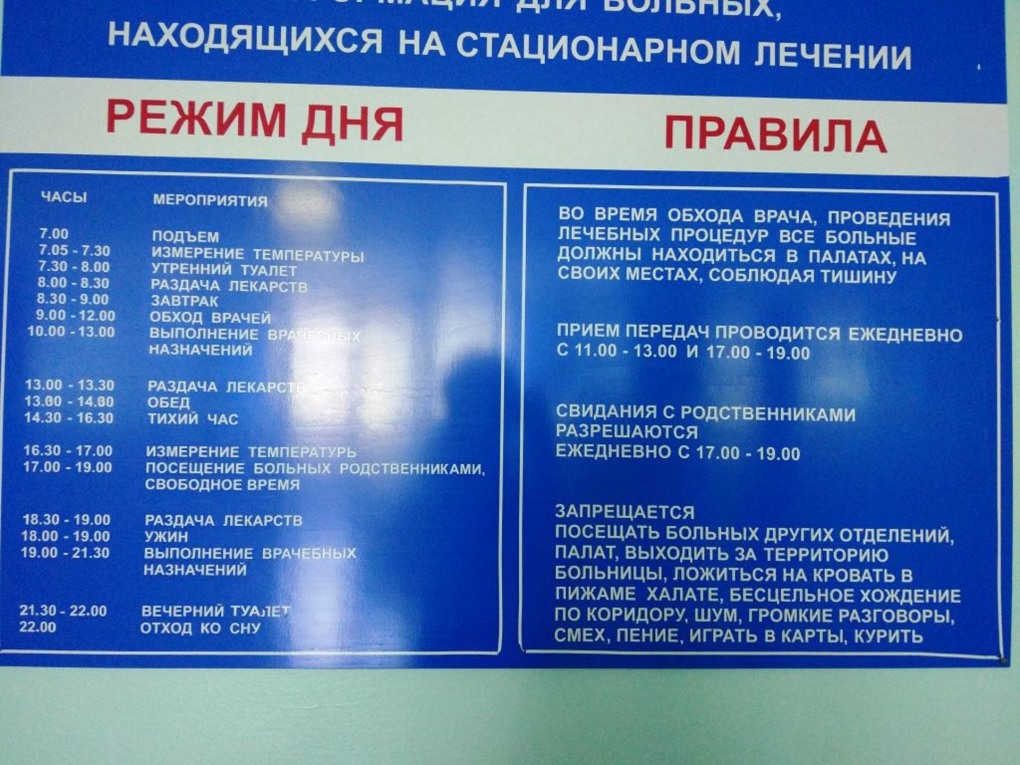 ДЛЯ БОЛЬНЫХ,
НАХОДЯЩИХСЯ НА СТАЦИОНАРНОМ ЛЕЧЕНИИ
РЕЖИМ ДНЯ
ЧАСЫ МЕРОПРИЯТИЯ
7.00 ПОДЪЕМ
7.05 - 7.30 ИЗМЕРЕНИЕ ТЕМПЕРАТУРЫ
7.30 - 8.00 УТРЕННИЙ ТУАЛЕТ
8.00 - 8.30 РАЗДАЧА ЛЕКАРСТВ
8.30 - 9.00 ЗАВТРАК
9.00 - 12.00 ОБХОД ВРАЧЕЙ
10.00 - 13.00 ВЫПОЛНЕНИЕ ВРАЧЕБНЫХ
НАЗНАЧЕНИЙ
13.00 - 13.30 РАЗДАЧА ЛЕКАРСТВ
13.00 - 14.00 ОБЕД
14.30 - 16.30 ТИХИЙ ЧАС
16.30 - 17.00 ИЗМЕРЕНИЕ ТЕМПЕРАТУРЬ
17.00 - 19.00 ПОСЕЩЕНИЕ БОЛЬНЫХ РОДСТВЕННИКАМИ,
СВОБОДНОЕ ВРЕМЯ
18.30 - 19.00 РАЗДАЧА ЛЕКАРСТВ
18.00 - 19.00 УЖИН
19.00 - 21.30 ВЫПОЛНЕНИЕ ВРАЧЕБНЫХ
НАЗНАЧЕНИЙ
21.30 - 22.00 ВЕЧЕРНИЙ ТУАЛЕТ
22.00 ОТХОД КО СНУ
ПРАВИЛА
ВО ВРЕМЯ ОБХОДА ВРАЧА, ПРОВЕДЕНИЯ
ЛЕЧЕБНЫХ ПРОЦЕДУР ВСЕ БОЛЬНЫЕ
ДОЛЖНЫ НАХОДИТЬСЯ В ПАЛАТАХ, НА
СВОИХ МЕСТАХ, СОБЛЮДАЯ ТИШИНУ
ПРИЕМ ПЕРЕДАЧ ПРОВОДИТСЯ ЕЖЕДНЕВНО
С 11.00 - 13.00 И 17.00 - 19.00
СВИДАНИЯ С РОДСТВЕННИКАМИ
РАЗРЕШАЮТСЯ
ЕЖЕДНЕВНО С 17.00 - 19.00
ЗАПРЕЩАЕТСЯ
ПОСЕЩАТЬ БОЛЬНЫХ ДРУГИХ ОТДЕЛЕНИЙ,
ПАЛАТ, ВЫХОДИТЬ ЗА ТЕРРИТОРИЮ
БОЛЬНИЦЫ, ЛОЖИТЬСЯ НА КРОВАТЬ В
ПИЖАМЕ ХАЛАТЕ, БЕСЦЕЛЬНОЕ ХОЖДЕНИЕ
ПО КОРИДОРУ, ШУМ, ГРОМКИЕ РАЗГОВОРЫ,
СМЕХ, ПЕНИЕ, ИГРАТЬ В КАРТЫ, КУРИТЬ